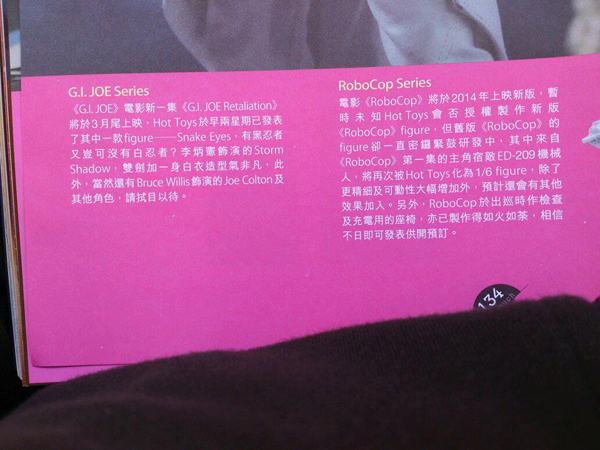 G.I. JOE Series
《G.I. JOE》電影新一集《G.I. JOE Retaliation》
將於3月尾上映，Hot Toys於早兩星期已發表
了其中一款figure──Snake Eyes，有黑忍者
又豈可沒有白忍者？李炳憲飾演的Storm
Shadow，雙劍加一身白衣造型氣非凡，此
外，當然還有Bruce Willis飾演的Joe Colton及
其他角色，請拭目以待。
RoboCop Series
電影《RoboCop》將於2014年上映新版，暫
時未知Hot Toys會否授權製作新版
《RoboCop》figure，但舊版《RoboCop》的
figure卻一直密鑼緊鼓研發中，其中來自
《RoboCop》第一集的主角宿敵ED-209機械
人，將再次被Hot Toys化為1/6 figure，除了
更精細及可動性大幅增加外，預計還會有其他
效果加入。另外，RoboCop於出巡時作檢查
及充電用的座椅，亦已製作得如火如荼，相信
不日即可發表供開預訂。
134